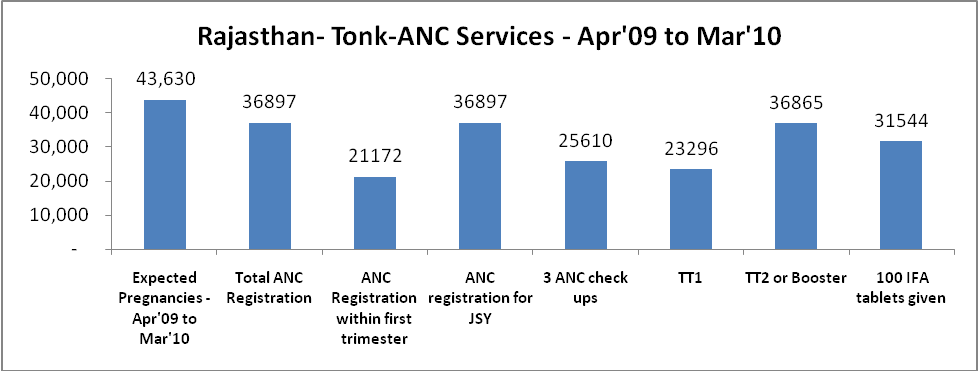 Rajasthan- Tonk-ANC Services - Apr'09 to Mar'10
50,000
40,000
30,000
20,000
10,000
-
43,630
36897
21172
36897
25610
23296
36865
31544
Expected
Pregnancies -
Apr'09 to
Mar'10
Total ANC
Registration
ANC
Registration
within first
trimester
ANC
registration for
JSY
3 ANC check
ups
TT1
TT2 or Booster
100 IFA
tablets given